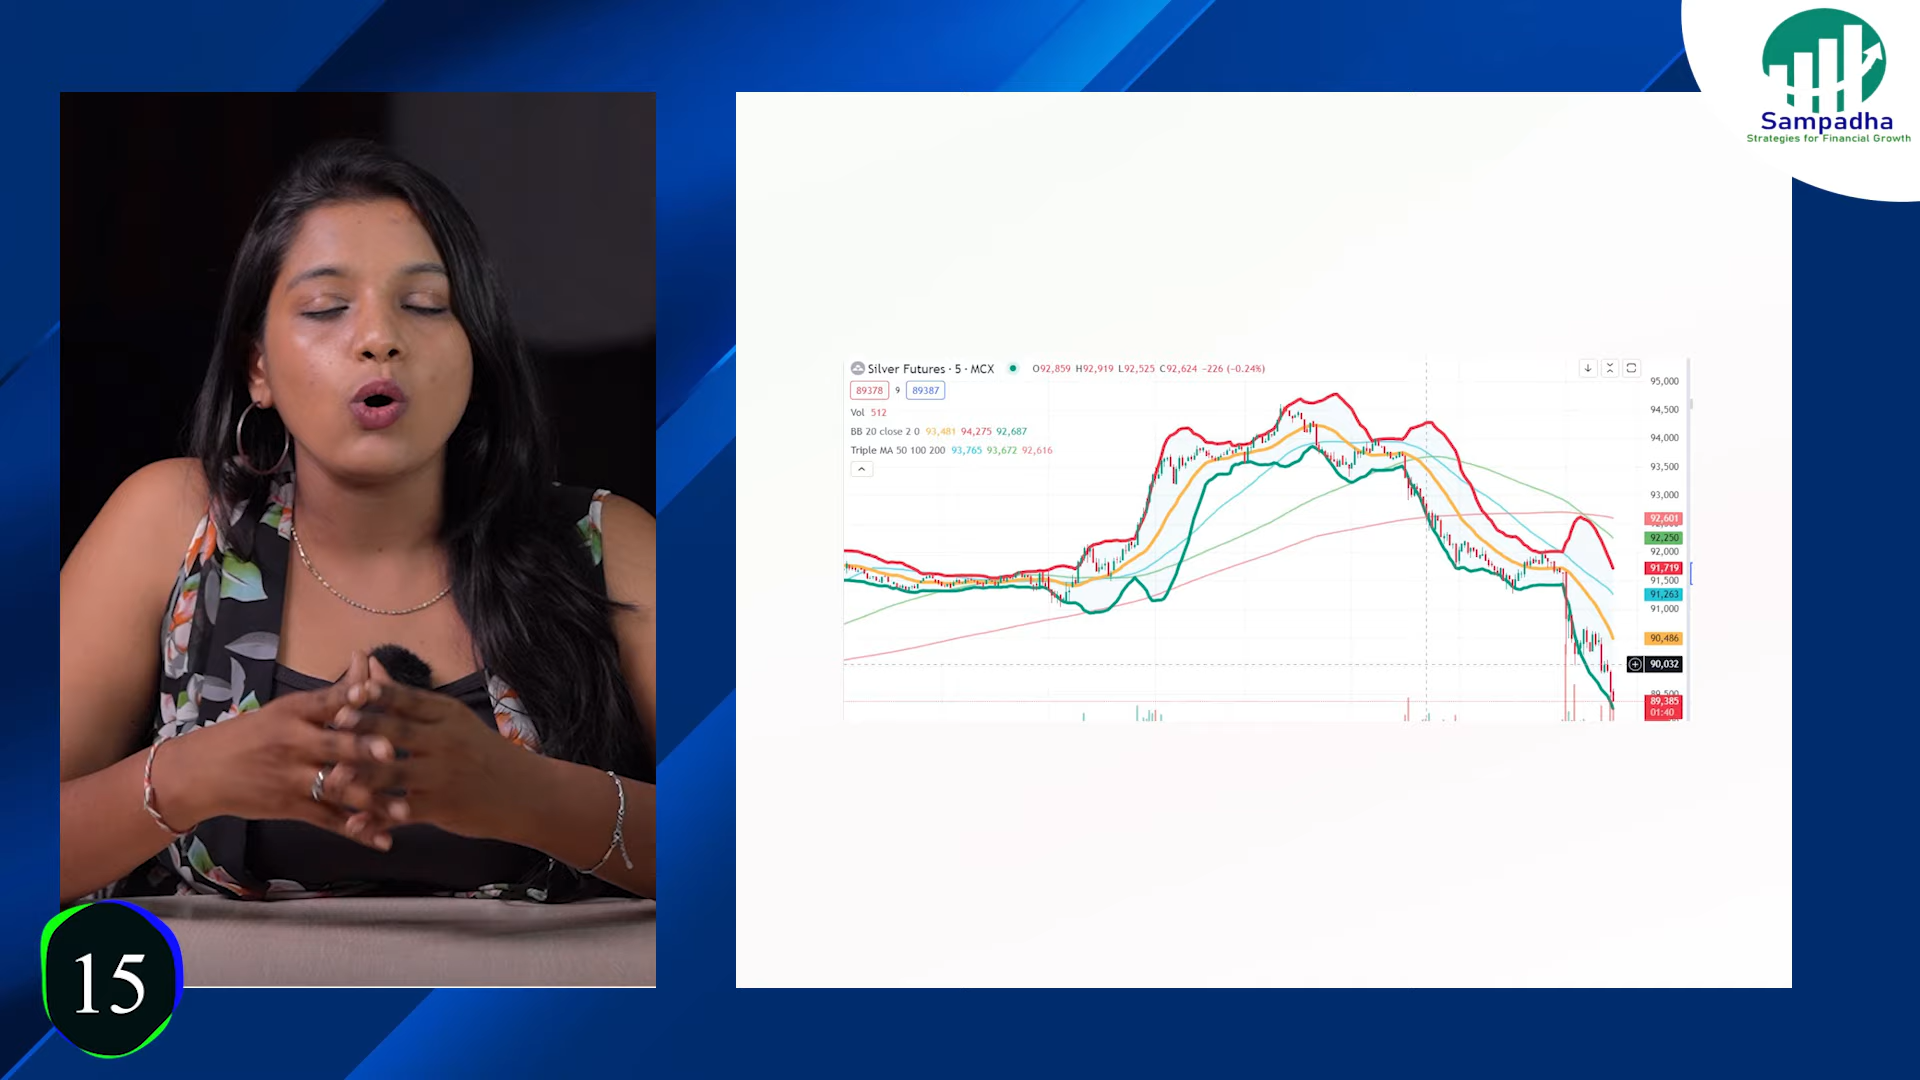 Sampadha
Strategies for Financial Growth
Silver Futures · 5 · MCX O92,859 H92,919 L92,525 C92,624 -226 (-0.24%)
89378 9 89387
Vol 512
BB 20 close 2 0 93,481 94,275 92,687
Triple MA 50 100 200 93,765 93,672 92,616
95,000
94,500
94,000
93,500
93,000
92,601
92,250
92,000
91,719
91,500
91,263
91,000
90,486
90,032
89,500
89,385
01:40
15